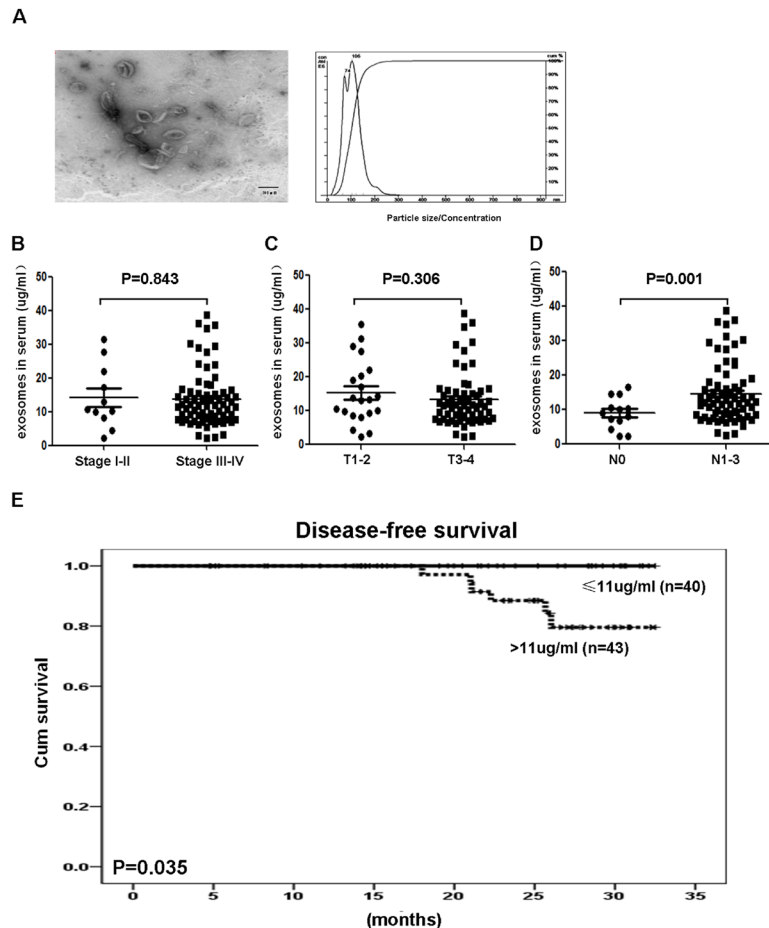 A
105
74
cum %
100%
90%
80%
70%
60%
50%
40%
30%
20%
10%
0 100 200 300 400 500 600 700 800 900 nm
Particle size/Concentration
B
P=0.843
exosomes in serum (ug/ml)
50
40
30
20
10
0
Stage I-II Stage III-IV
C
P=0.306
exosomes in serum (ug/ml)
50
40
30
20
10
0
T1-2 T3-4
D
P=0.001
exosomes in serum (ug/ml)
50
40
30
20
10
0
N0 N1-3
E
Disease-free survival
Cum survival
1.0
0.8
0.6
0.4
0.2
0.0
≤11ug/ml (n=40)
>11ug/ml (n=43)
P=0.035
0 5 10 15 20 25 30 35
(months)